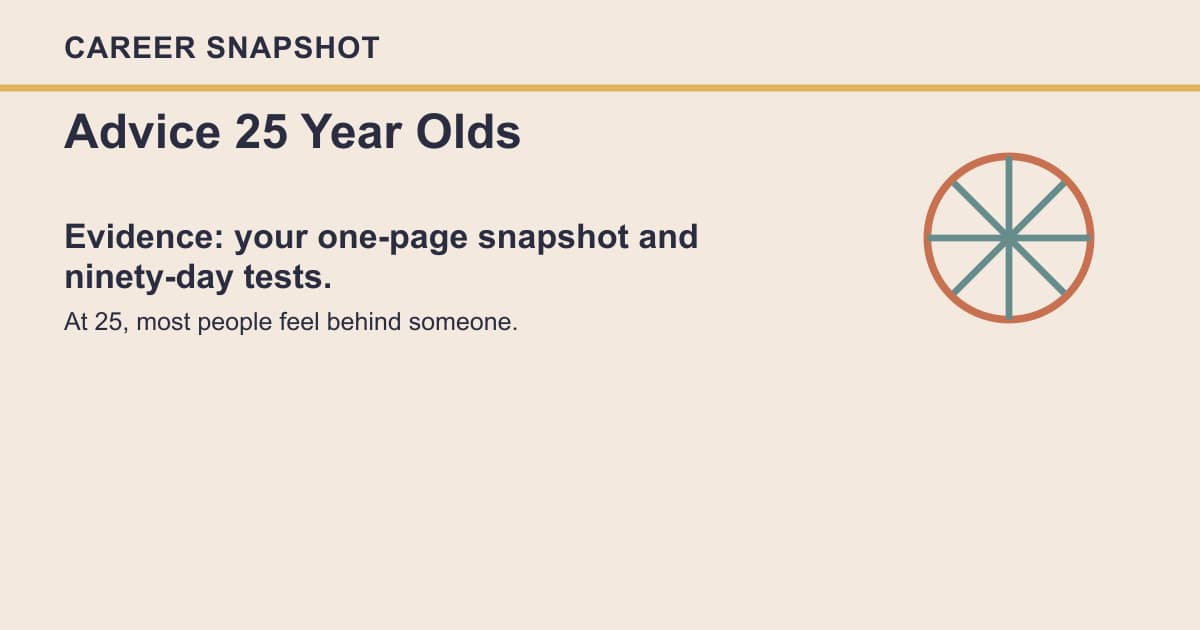 CAREER SNAPSHOT
Advice 25 Year Olds
Evidence: your one-page snapshot and
ninety-day tests.
At 25, most people feel behind someone.